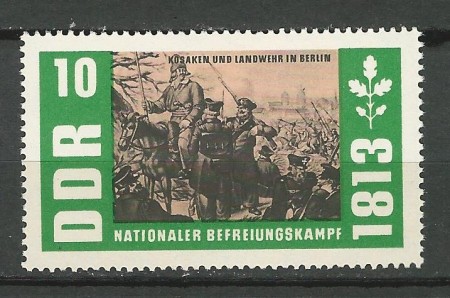 KOSAKEN UND LANDWEHR IN BERLIN
10
DDR
1813
NATIONALER BEFREIUNGSKAMPF